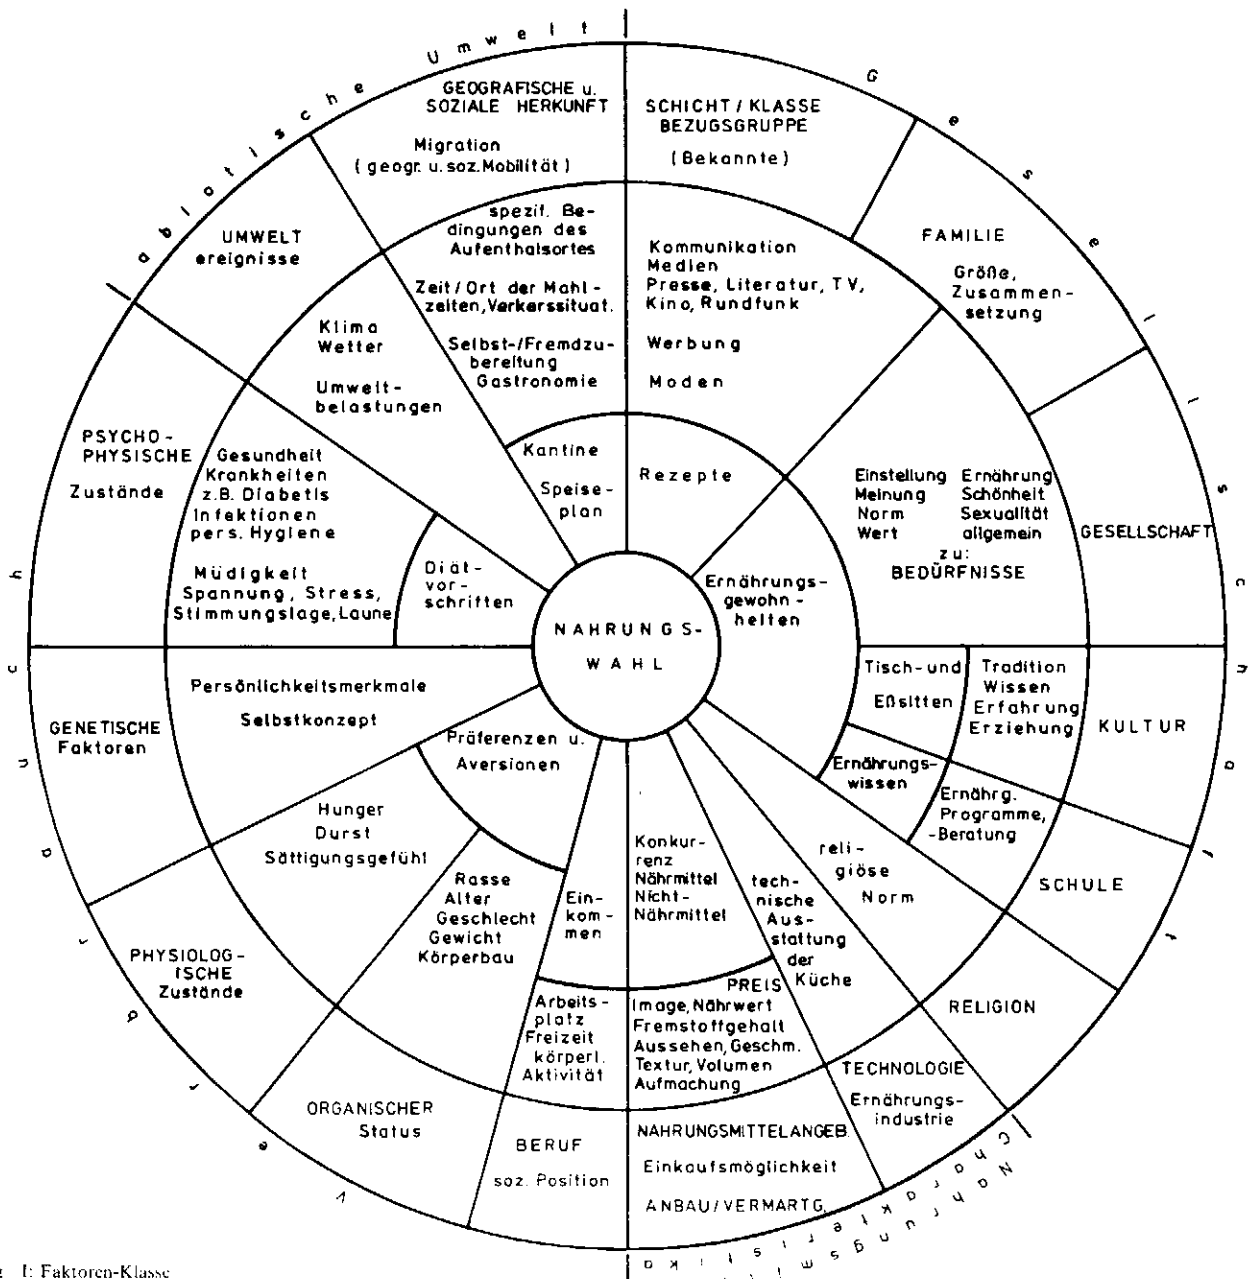 lablatische Umwelt
Gesellschaft
GEOGRAFISCHE u.
SOZIALE HERKUNFT
Migration
(geogr. u. soz. Mobilität)
SCHICHT / KLASSE
BEZUGSGRUPPE
(Bekannte)
UMWELT
ereignisse
FAMILIE
Größe,
Zusammen-
setzung
spezif. Be-
dingungen des
Aufenthalsortes
Zeit/Ort der Mahl-
zeiten, Verkerssituat.
Selbst-/Fremdzu-
bereitung
Gastronomie
Kommunikation
Medien
Presse, Literatur, TV,
Kino, Rundfunk
Werbung
Moden
Klima
Wetter
Umwelt-
belastungen
Kantine
Speise-
plan
Rezepte
PSYCHO-
PHYSISCHE
Zustände
Gesundheit
Krankheiten
z.B. Diabetis
Infektionen
pers. Hygiene
Müdigkeit
Spannung, Stress,
Stimmungslage, Laune
Diät-
vor-
schriften
Einstellung Ernährung
Meinung Schönheit
Norm Sexualität
Wert allgemein
zu:
BEDÜRFNISSE
GESELLSCHAFT
NAHRUNGS-
WAHL
Ernährungs-
gewohn-
heiten
Tisch-und
Eßsitten
Tradition
Wissen
Erfahrung
Erziehung
KULTUR
GENETISCHE
Faktoren
Persönlichkeitsmerkmale
Selbstkonzept
Präferenzen u.
Aversionen
Ernährungs-
wissen
Ernährg.
Programme,
-Beratung
SCHULE
Hunger
Durst
Sättigungsgefühl
PHYSIOLOG-
ISCHE
Zustände
Rasse
Alter
Geschlecht
Gewicht
Körperbau
Ein-
kom-
men
Konkur-
renz
Nährmittel
Nicht-
Nährmittel
tech-
nische
Aus-
stattung
der
Küche
reli-
giöse
Norm
RELIGION
Arbeits-
platz
Freizeit
körperl.
Aktivität
PREIS
Image, Nährwert
Fremstoffgehalt
Aussehen, Geschm.
Textur, Volumen
Aufmachung
TECHNOLOGIE
Ernährungs-
industrie
ORGANISCHER
Status
BERUF
soz. Position
NAHRUNGSMITTELANGEB.
Einkaufsmöglichkeit
ANBAU/VERMARTG.
Verbraucher
Nahrungsmittel
Charakteristika
I: Faktoren-Klasse